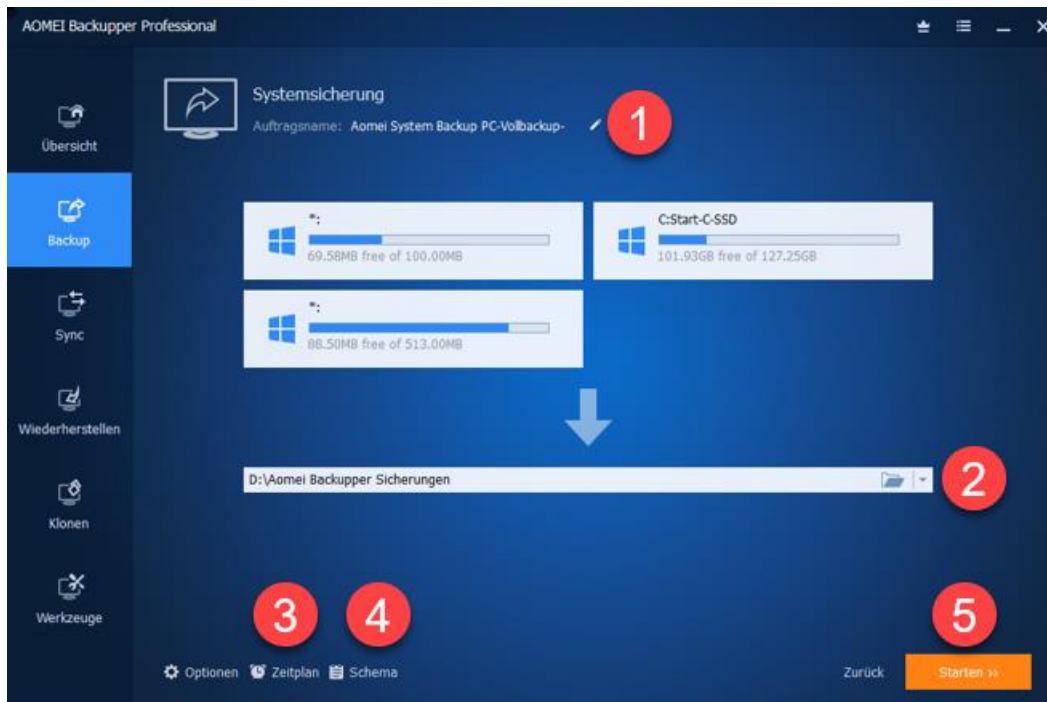 AOMEI Backupper Professional
Übersicht
Backup
Sync
Wiederherstellen
Klonen
Werkzeuge
Systemsicherung
Auftragsname: Aomei System Backup PC-Vollbackup-
1
*:
69.58MB free of 100.00MB
C:Start-C-SSD
101.93GB free of 127.25GB
*:
88.50MB free of 513.00MB
D:\Aomei Backupper Sicherungen
2
3
4
5
Optionen
Zeitplan
Schema
Zurück
Starten >>